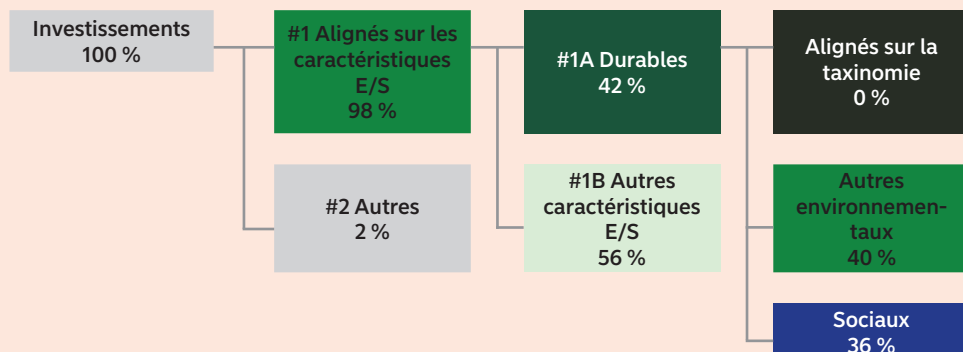 Investissements
100 %
#1 Alignés sur les
caractéristiques
E/S
98 %
#1A Durables
42 %
Alignés sur la
taxinomie
0 %
#2 Autres
2 %
#1B Autres
caractéristiques
E/S
56 %
Autres
environnemen-
taux
40 %
Sociaux
36 %